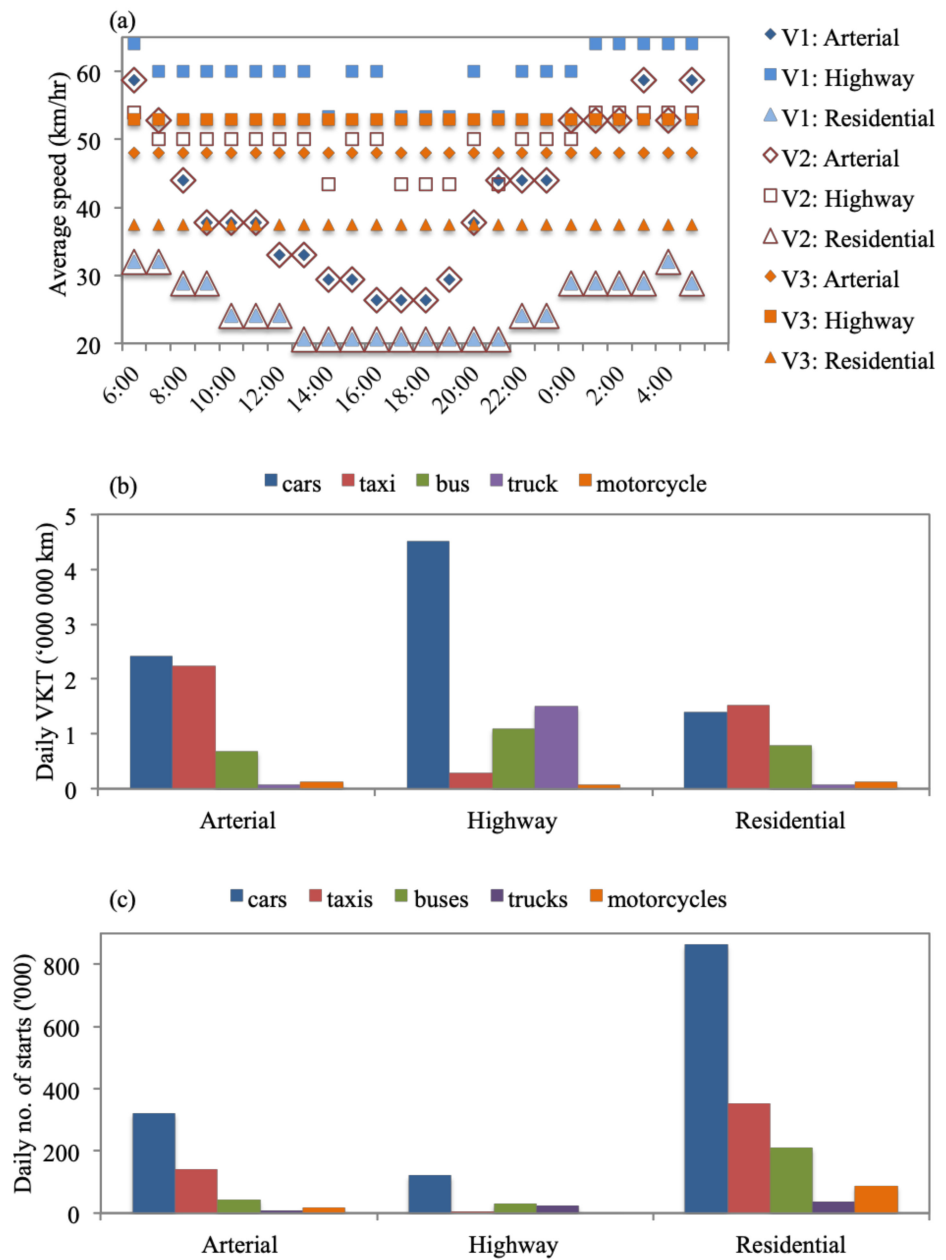 (a)
Average speed (km/hr)
60
50
40
30
20
6:00
8:00
10:00
12:00
14:00
16:00
18:00
20:00
22:00
0:00
2:00
4:00
V1: Arterial
V1: Highway
V1: Residential
V2: Arterial
V2: Highway
V2: Residential
V3: Arterial
V3: Highway
V3: Residential
(b)
cars taxi bus truck motorcycle
Daily VKT (‘000 000 km)
5
4
3
2
1
0
Arterial Highway Residential
(c)
cars taxis buses trucks motorcycles
Daily no. of starts ('000)
800
600
400
200
0
Arterial Highway Residential